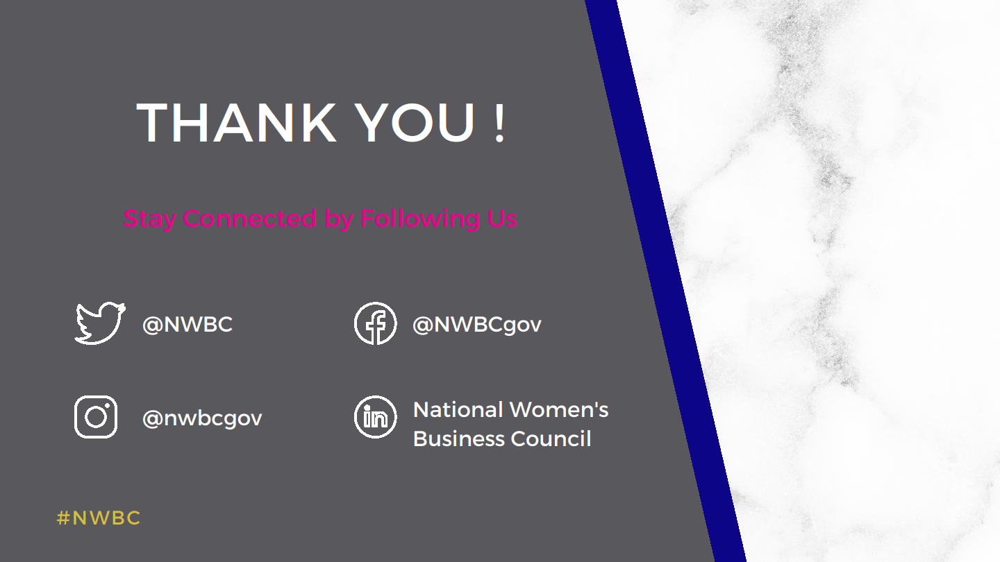 THANK YOU !
Stay Connected by Following Us
@NWBC
@NWBCgov
@nwbcgov
National Women's
Business Council
#NWBC